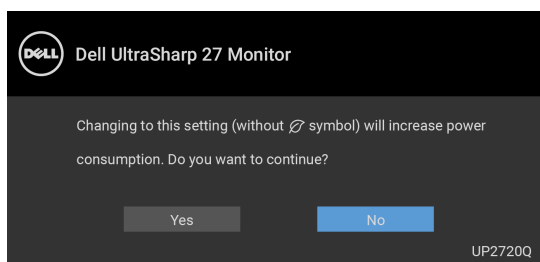 DELL Dell UltraSharp 27 Monitor
Changing to this setting (without symbol) will increase power
consumption. Do you want to continue?
Yes No
UP2720Q